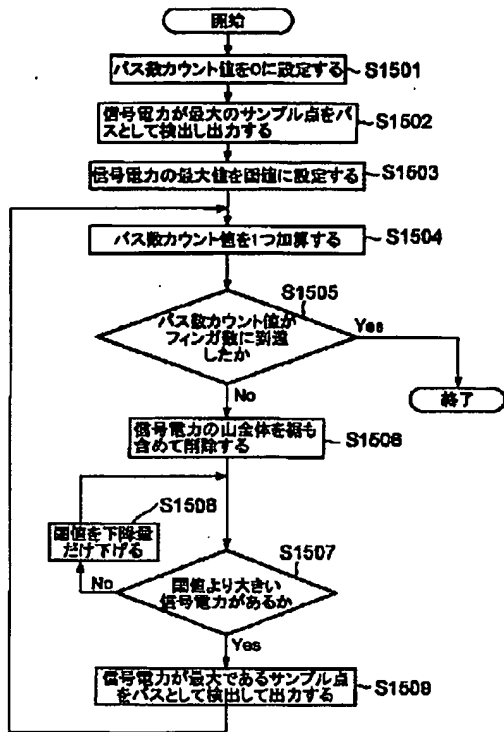 開始
パス数カウント値を0に設定する
S1501
信号電力が最大のサンプル点をパ
スとして検出し出力する
S1502
信号電力の最大値を閾値に設定する
S1503
パス数カウント値を1つ加算する
S1504
S1505
パス数カウント値が
フィンガ数に到達
したか
Yes
No
終了
信号電力の山全体を裾も
含めて削除する
S1506
S1508
閾値を下降量
だけ下げる
S1507
閾値より大きい
信号電力があるか
No
Yes
信号電力が最大であるサンプル点
をパスとして検出して出力する
S1509